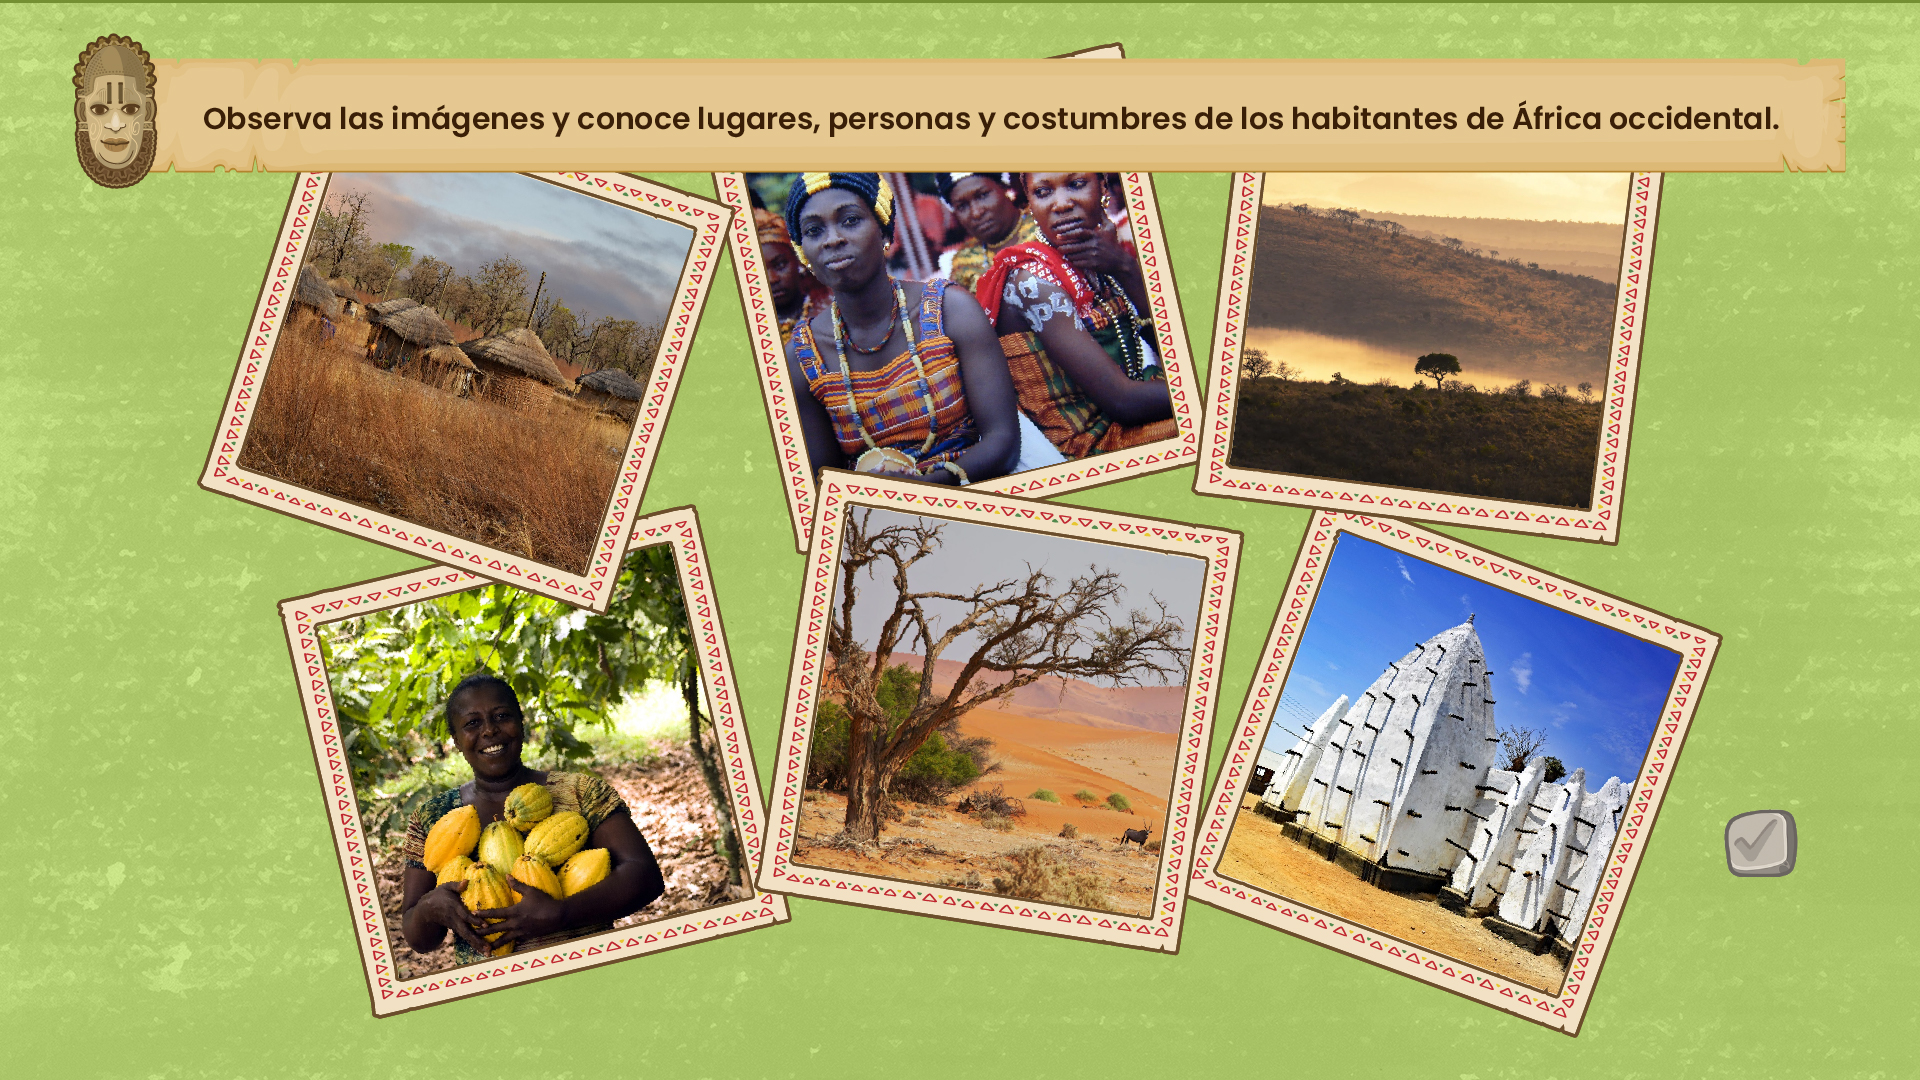 Observa las imágenes y conoce lugares, personas y costumbres de los habitantes de África occidental.